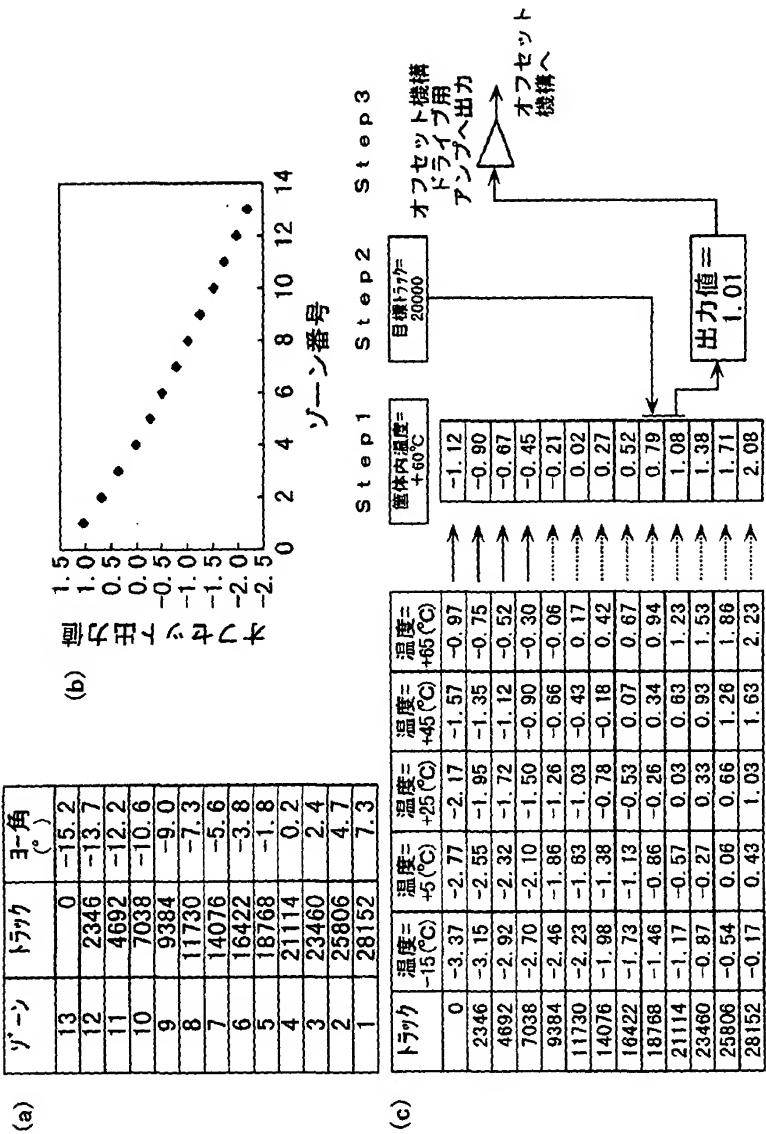 (a)
ゾーン トラック ヨー角(°)
13 0 -15.2
12 2346 -13.7
11 4692 -12.2
10 7038 -10.6
9 9384 -9.0
8 11730 -7.3
7 14076 -5.6
6 16422 -3.8
5 18768 -1.8
4 21114 0.2
3 23460 2.4
2 25806 4.7
1 28152 7.3
(b)
オフセット出力値
1.5
1.0
0.5
0.0
-0.5
-1.0
-1.5
-2.0
-2.5
0 2 4 6 8 10 12 14
ゾーン番号
(c)
トラック 温度=-15(℃) 温度=+5(℃) 温度=+25(℃) 温度=+45(℃) 温度=+65(℃)
0 -3.37 -2.77 -2.17 -1.57 -0.97
2346 -3.15 -2.55 -1.95 -1.35 -0.75
4692 -2.92 -2.32 -1.72 -1.12 -0.52
7038 -2.70 -2.10 -1.50 -0.90 -0.30
9384 -2.46 -1.86 -1.26 -0.66 -0.06
11730 -2.23 -1.63 -1.03 -0.43 0.17
14076 -1.98 -1.38 -0.78 -0.18 0.42
16422 -1.73 -1.13 -0.53 0.07 0.67
18768 -1.46 -0.86 -0.26 0.34 0.94
21114 -1.17 -0.57 0.03 0.63 1.23
23460 -0.87 -0.27 0.33 0.93 1.53
25806 -0.54 0.06 0.66 1.26 1.86
28152 -0.17 0.43 1.03 1.63 2.23
Step1
筐体内温度=
+60℃
-1.12
-0.90
-0.67
-0.45
-0.21
0.02
0.27
0.52
0.79
1.08
1.38
1.71
2.08
Step2
目標トラック=
20000
出力値=
1.01
Step3
オフセット機構
ドライブ用
アンプへ出力
オフセット
機構へ